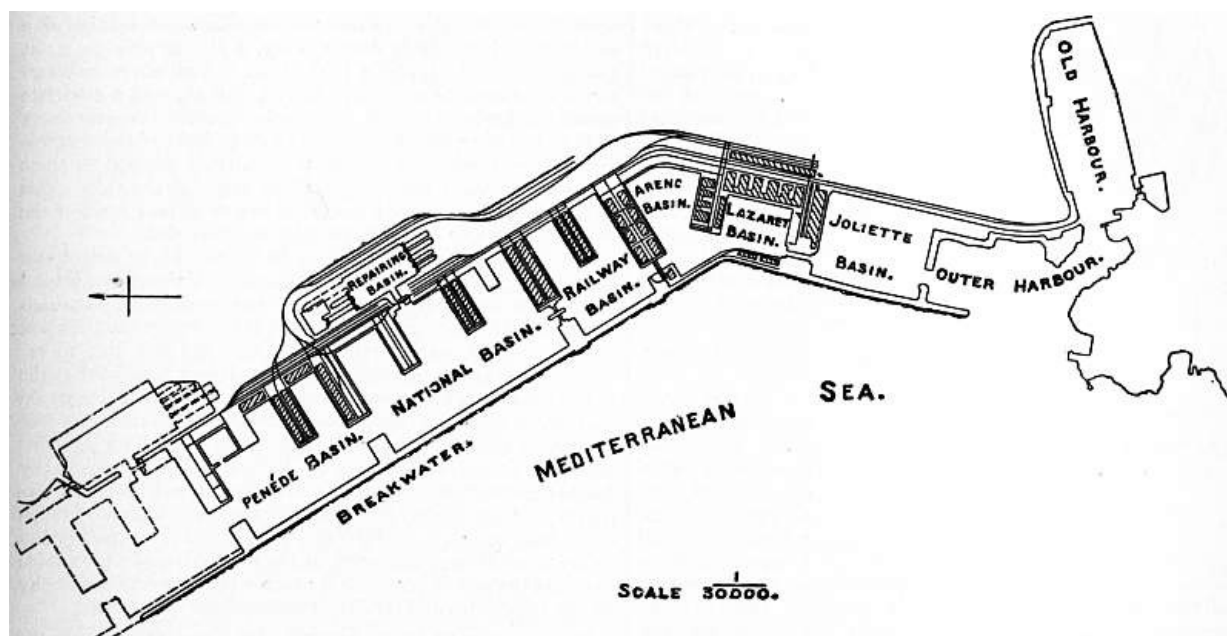 OLD HARBOUR.
ARENC
BASIN.
LAZARET
BASIN.
JOLIETTE
BASIN.
OUTER HARBOUR.
REPAIRING
BASIN.
RAILWAY
BASIN.
NATIONAL BASIN.
PENÉDE BASIN.
BREAKWATER.
MEDITERRANEAN SEA.
SCALE 1/30000.